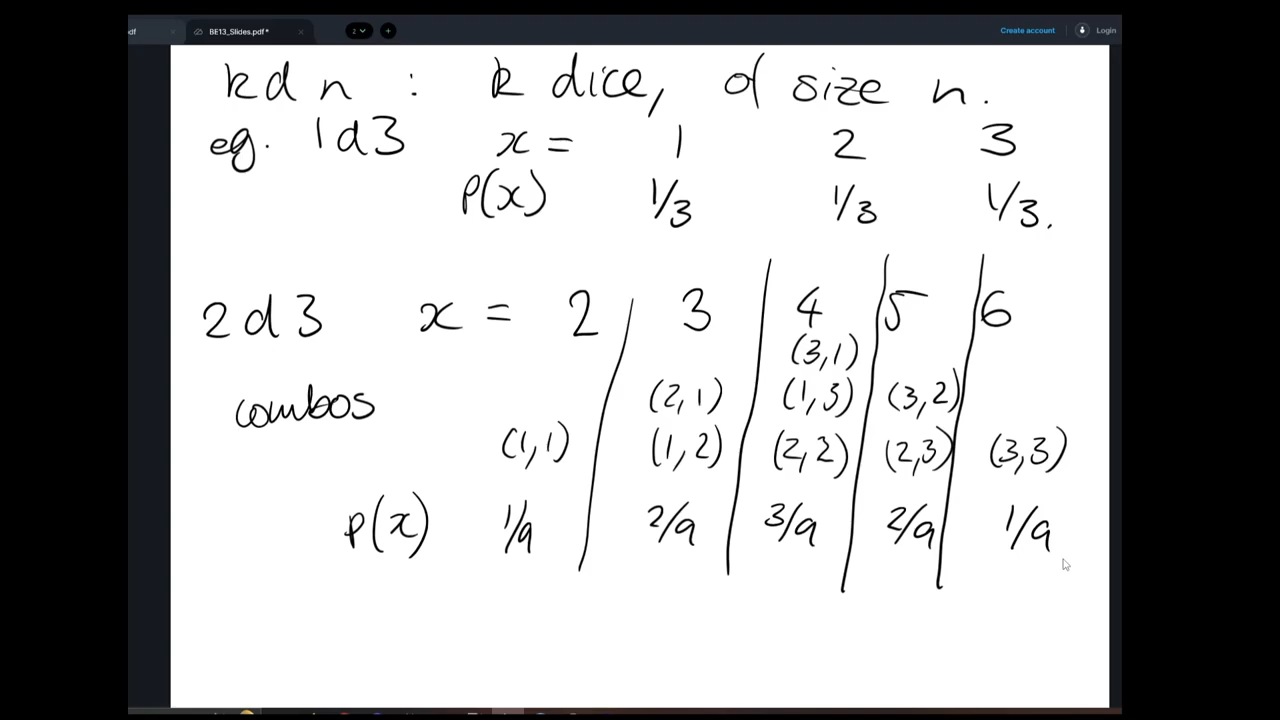 df
BE13_Slides.pdf*
2
+
Create account
Login
k d n : k dice, of size n.
eg. 1d3 x = 1 2 3
P(x) 1/3 1/3 1/3.
2d3 x = 2 3 4 5 6
(3,1)
combos (2,1) (1,3) (3,2)
(1,1) (1,2) (2,2) (2,3) (3,3)
P(x) 1/9 2/9 3/9 2/9 1/9